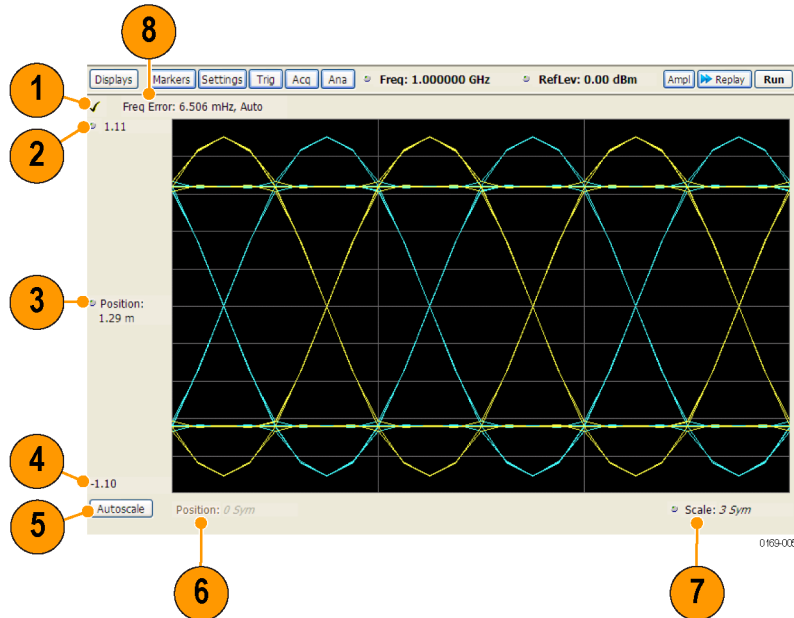 8
Displays Markers Settings Trig Acq Ana Freq: 1.000000 GHz RefLev: 0.00 dBm Ampl Replay Run
1
Freq Error: 6.506 mHz, Auto
2
1.11
3
Position:
1.29 m
4
-1.10
5
Autoscale Position: 0 Sym Scale: 3 Sym
0169-005
6
7